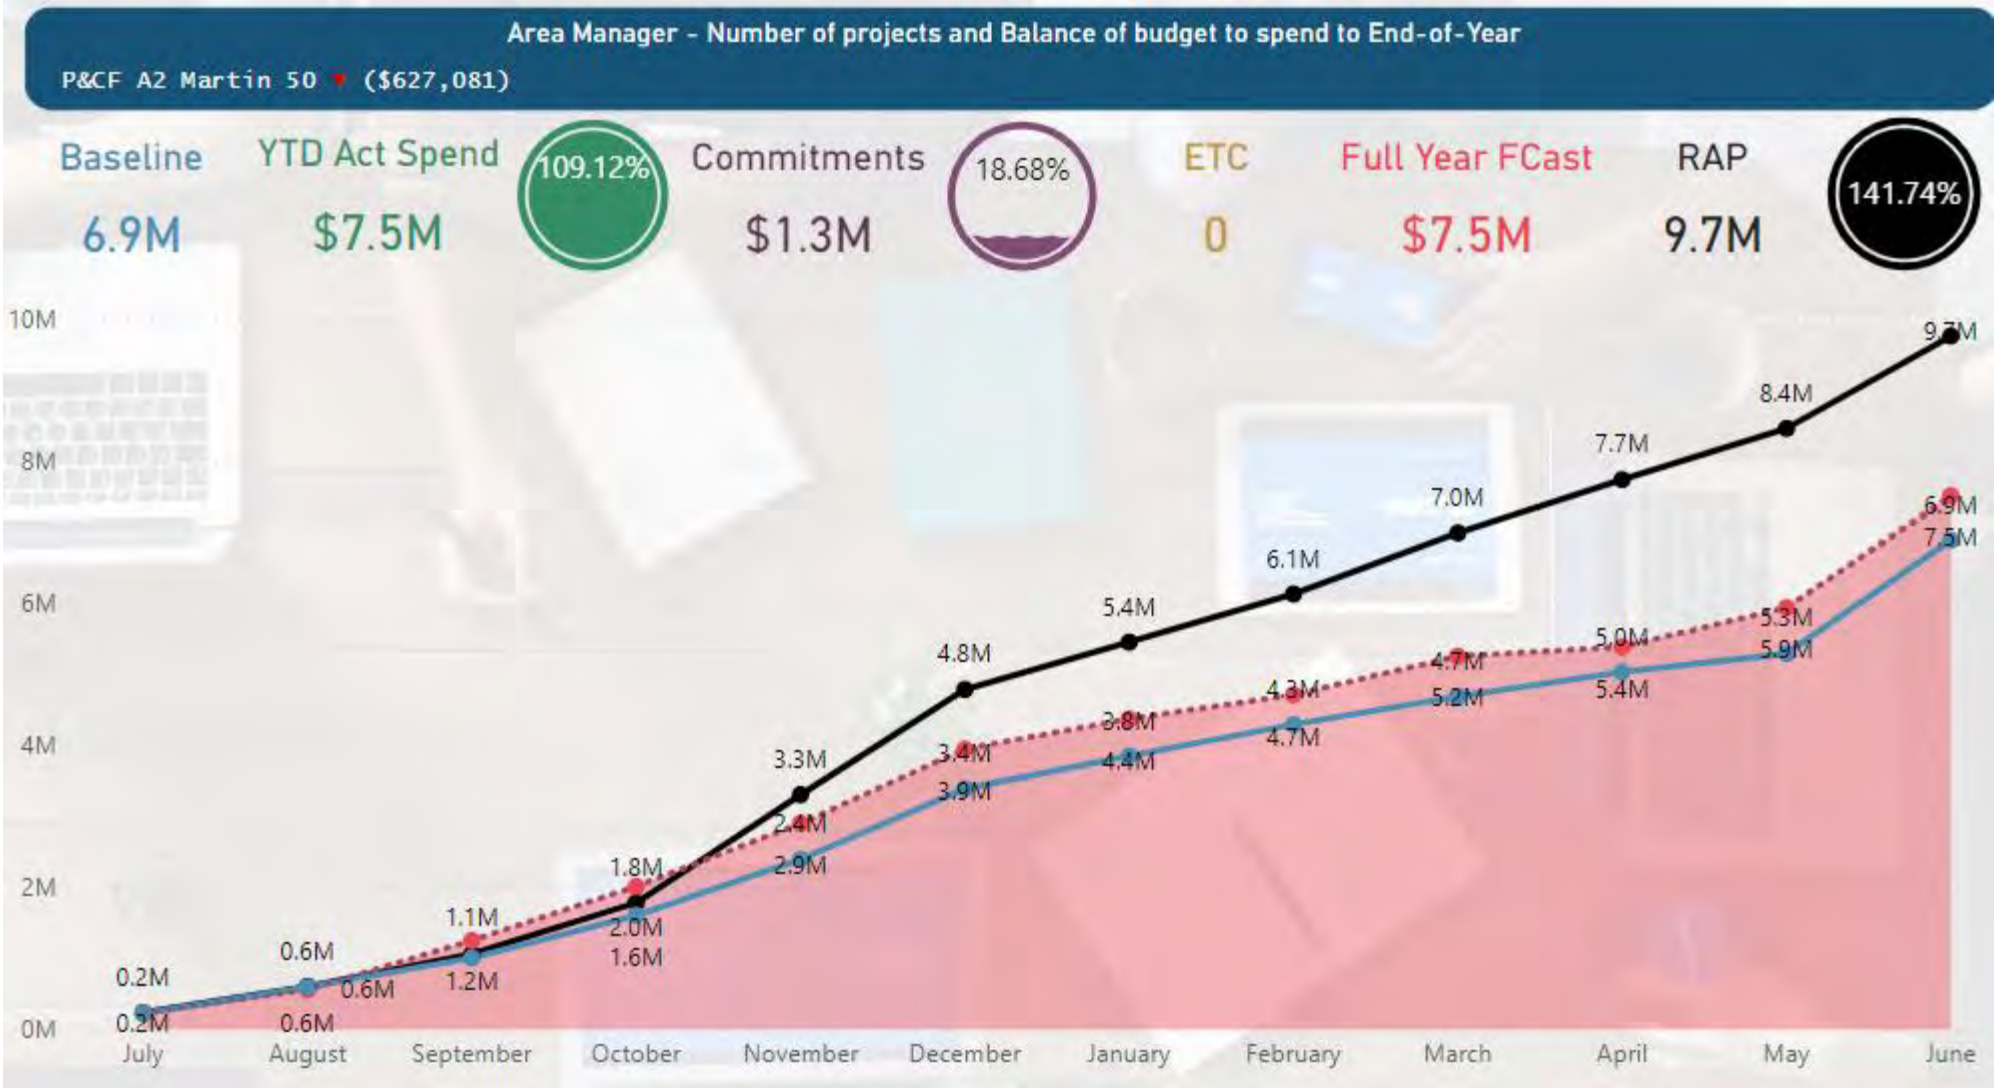 Area Manager - Number of projects and Balance of budget to spend to End-of-Year
P&CF A2 Martin 50 ▼ ($627,081)
Baseline YTD Act Spend 109.12% Commitments 18.68% ETC Full Year FCast RAP 141.74%
6.9M $7.5M $1.3M 0 $7.5M 9.7M
10M
9.7M
8.4M
8M
7.7M
7.0M
6.9M
7.5M
6.1M
6M
5.4M
5.3M
5.0M
5.9M
4.8M
4.7M
4.3M
5.2M
5.4M
3.8M
4.7M
4M
3.3M
3.4M
4.4M
3.9M
2.4M
2.9M
2M
1.8M
1.1M
2.0M
0.6M
1.6M
0.2M
0.6M
1.2M
0M
0.2M
0.6M
July August September October November December January February March April May June